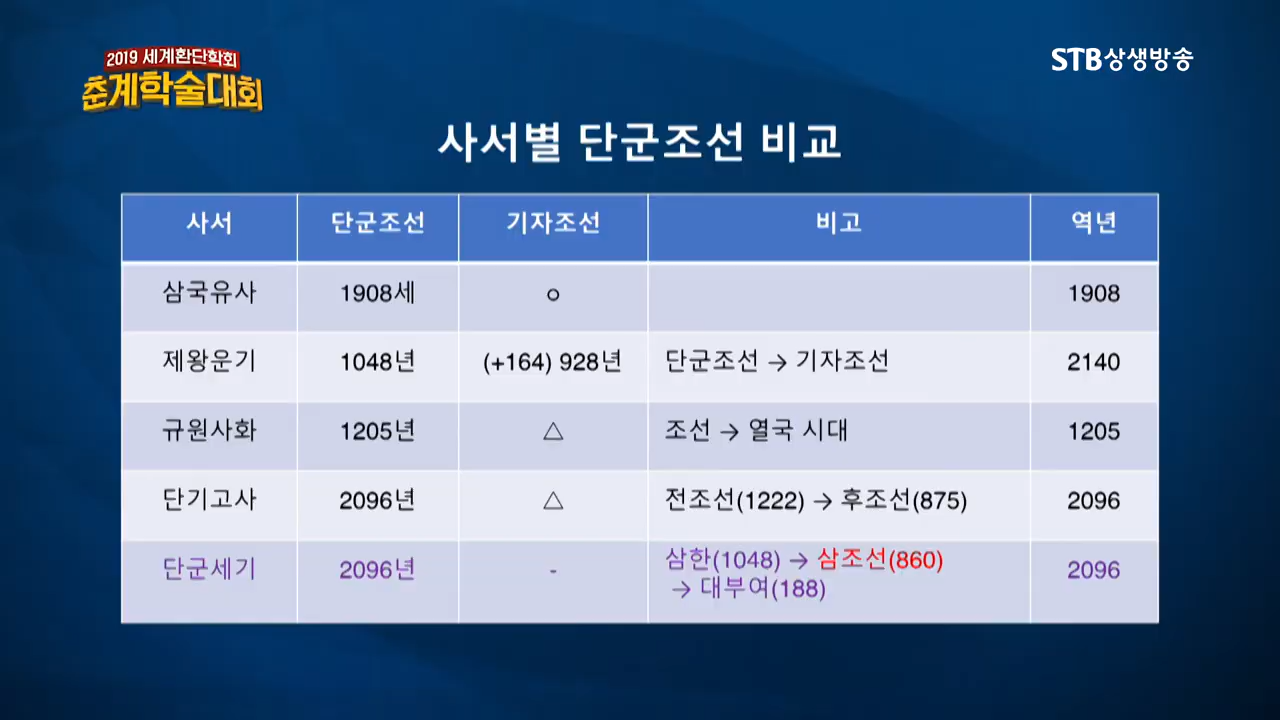 2019 세계환단학회
춘계학술대회
STB상생방송
사서별 단군조선 비교
사서 단군조선 기자조선 비고 역년
삼국유사 1908세 ㅇ 1908
제왕운기 1048년 (+164) 928년 단군조선 → 기자조선 2140
규원사화 1205년 △ 조선 → 열국 시대 1205
단기고사 2096년 △ 전조선(1222) → 후조선(875) 2096
단군세기 2096년 - 삼한(1048) → 삼조선(860) 2096
→ 대부여(188)